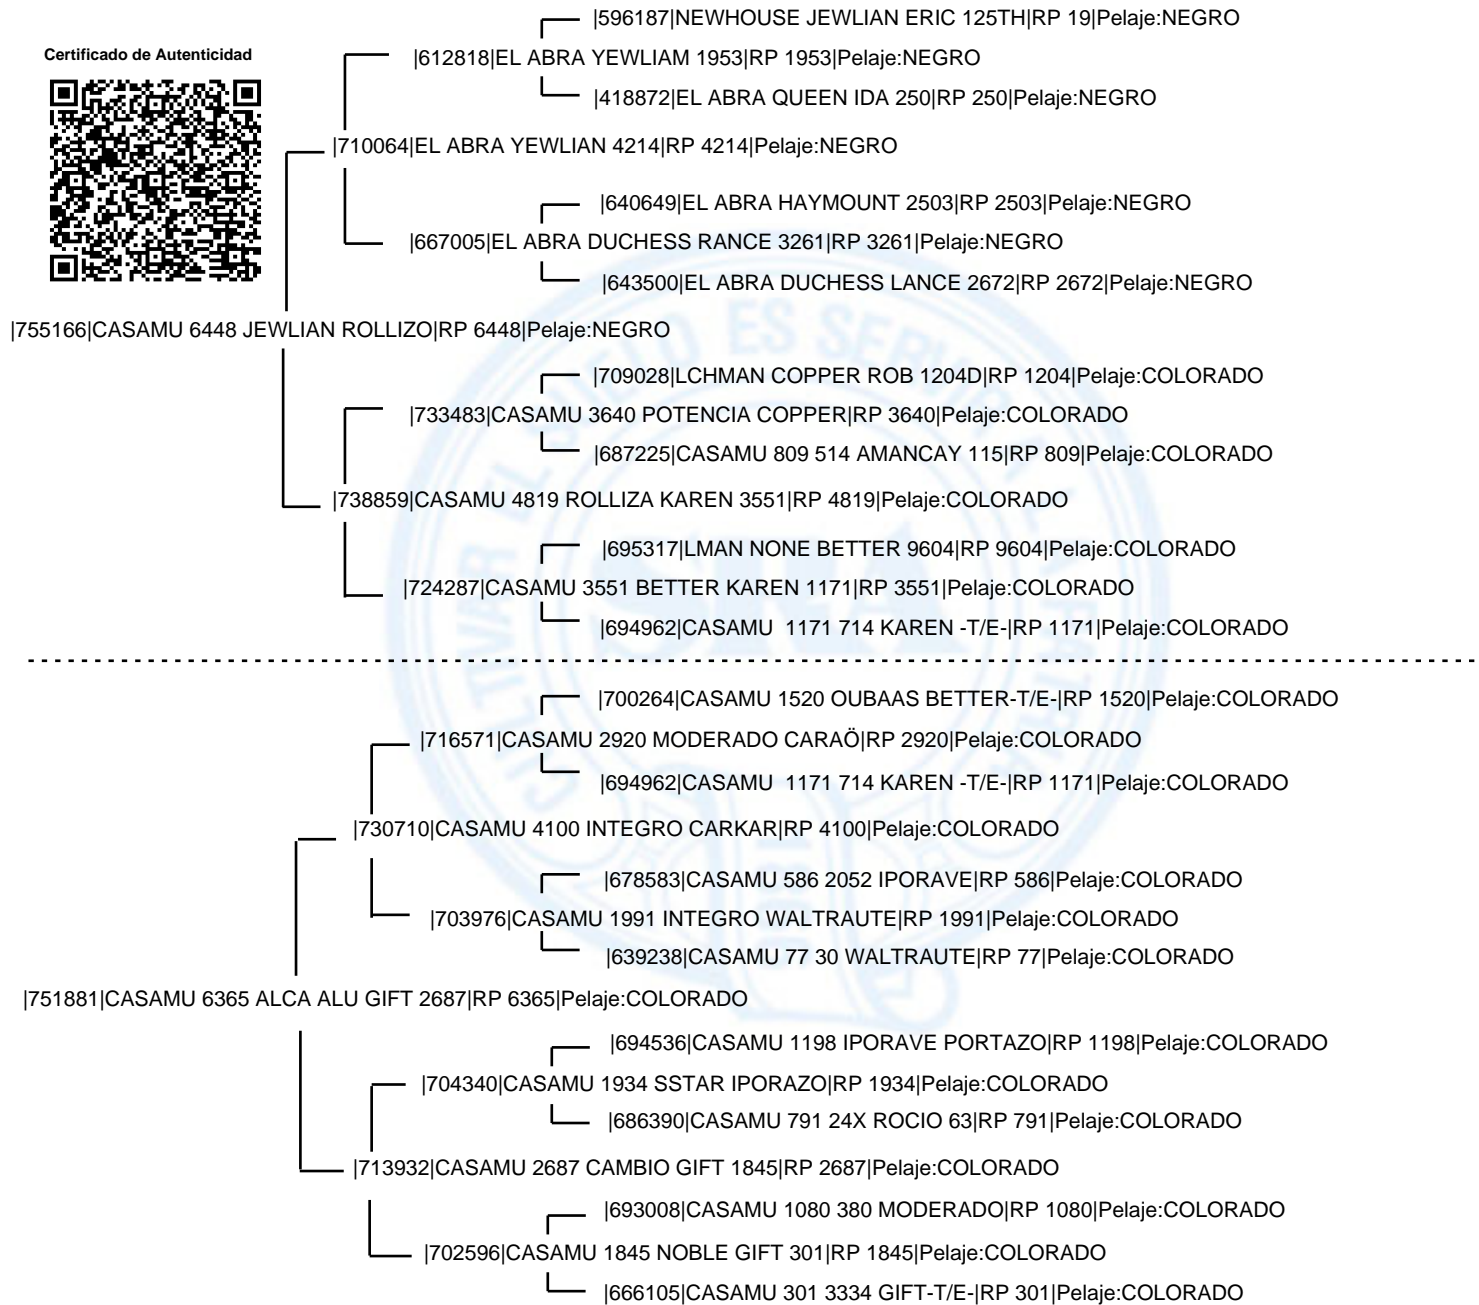 |596187|NEWHOUSE JEWLIAN ERIC 125TH|RP 19|Pelaje:NEGRO
Certificado de Autenticidad
|612818|EL ABRA YEWLIAM 1953|RP 1953|Pelaje:NEGRO
|418872|EL ABRA QUEEN IDA 250|RP 250|Pelaje:NEGRO
|710064|EL ABRA YEWLIAN 4214|RP 4214|Pelaje:NEGRO
|640649|EL ABRA HAYMOUNT 2503|RP 2503|Pelaje:NEGRO
|667005|EL ABRA DUCHESS RANCE 3261|RP 3261|Pelaje:NEGRO
|643500|EL ABRA DUCHESS LANCE 2672|RP 2672|Pelaje:NEGRO
|755166|CASAMU 6448 JEWLIAN ROLLIZO|RP 6448|Pelaje:NEGRO
|709028|LCHMAN COPPER ROB 1204D|RP 1204|Pelaje:COLORADO
|733483|CASAMU 3640 POTENCIA COPPER|RP 3640|Pelaje:COLORADO
|687225|CASAMU 809 514 AMANCAY 115|RP 809|Pelaje:COLORADO
|738859|CASAMU 4819 ROLLIZA KAREN 3551|RP 4819|Pelaje:COLORADO
|695317|LMAN NONE BETTER 9604|RP 9604|Pelaje:COLORADO
|724287|CASAMU 3551 BETTER KAREN 1171|RP 3551|Pelaje:COLORADO
|694962|CASAMU  1171 714 KAREN -T/E-|RP 1171|Pelaje:COLORADO
|700264|CASAMU 1520 OUBAAS BETTER-T/E-|RP 1520|Pelaje:COLORADO
|716571|CASAMU 2920 MODERADO CARAÖ|RP 2920|Pelaje:COLORADO
|694962|CASAMU  1171 714 KAREN -T/E-|RP 1171|Pelaje:COLORADO
|730710|CASAMU 4100 INTEGRO CARKAR|RP 4100|Pelaje:COLORADO
|678583|CASAMU 586 2052 IPORAVE|RP 586|Pelaje:COLORADO
|703976|CASAMU 1991 INTEGRO WALTRAUTE|RP 1991|Pelaje:COLORADO
|639238|CASAMU 77 30 WALTRAUTE|RP 77|Pelaje:COLORADO
|751881|CASAMU 6365 ALCA ALU GIFT 2687|RP 6365|Pelaje:COLORADO
|694536|CASAMU 1198 IPORAVE PORTAZO|RP 1198|Pelaje:COLORADO
|704340|CASAMU 1934 SSTAR IPORAZO|RP 1934|Pelaje:COLORADO
|686390|CASAMU 791 24X ROCIO 63|RP 791|Pelaje:COLORADO
|713932|CASAMU 2687 CAMBIO GIFT 1845|RP 2687|Pelaje:COLORADO
|693008|CASAMU 1080 380 MODERADO|RP 1080|Pelaje:COLORADO
|702596|CASAMU 1845 NOBLE GIFT 301|RP 1845|Pelaje:COLORADO
|666105|CASAMU 301 3334 GIFT-T/E-|RP 301|Pelaje:COLORADO
CULTIVAR EL SUELO ES SERVIR A LA PATRIA